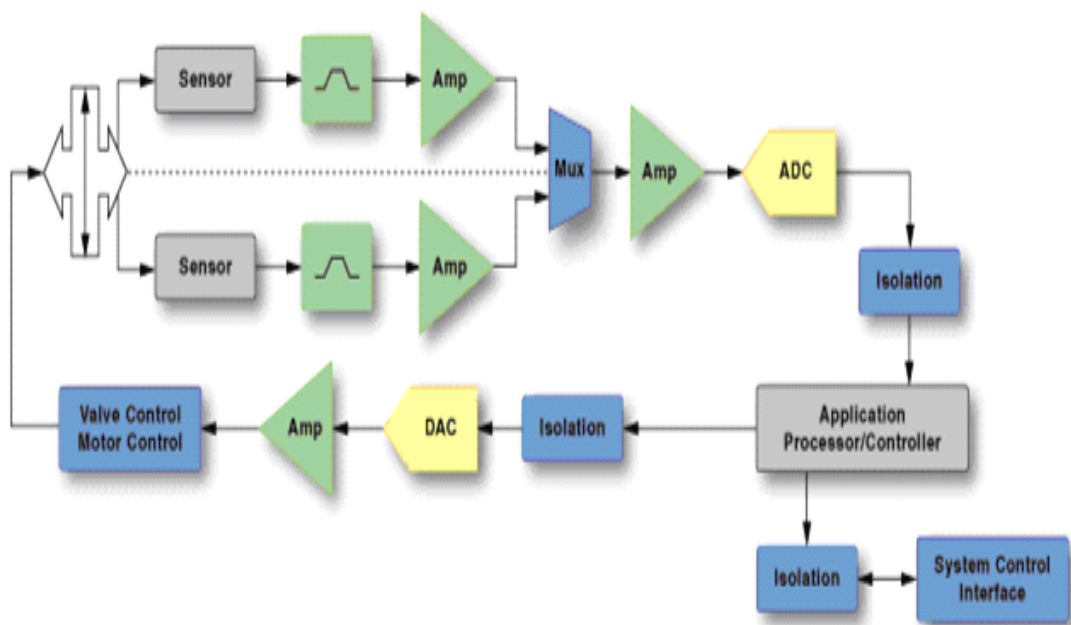 Sensor
Amp
Mux
Amp
ADC
Sensor
Amp
Isolation
Valve Control
Motor Control
Amp
DAC
Isolation
Application
Processor/Controller
Isolation
System Control
Interface